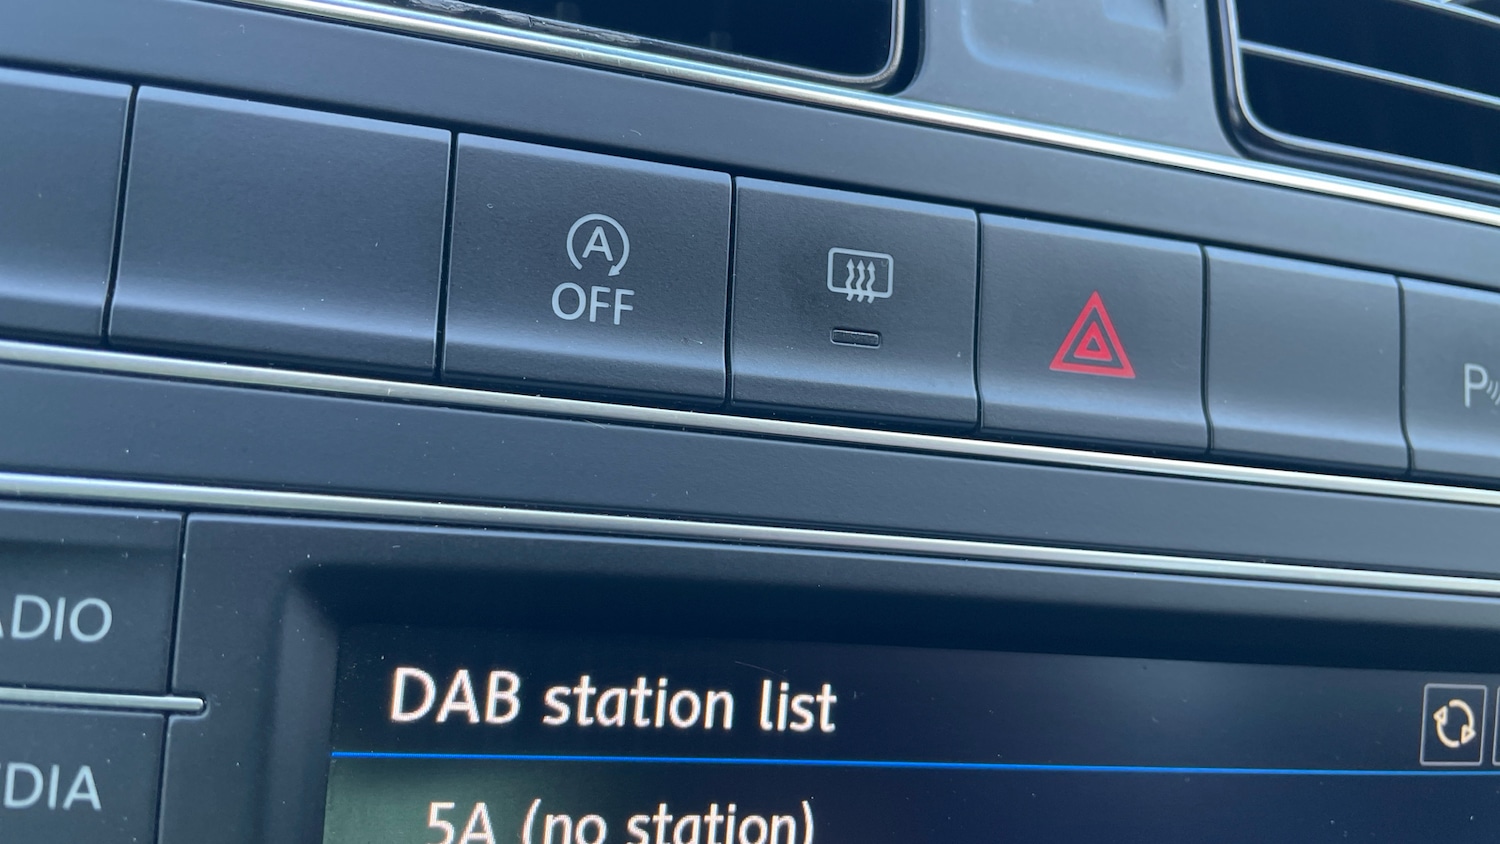 A
OFF
P
ADIO
DIA
DAB station list
5A (no station)